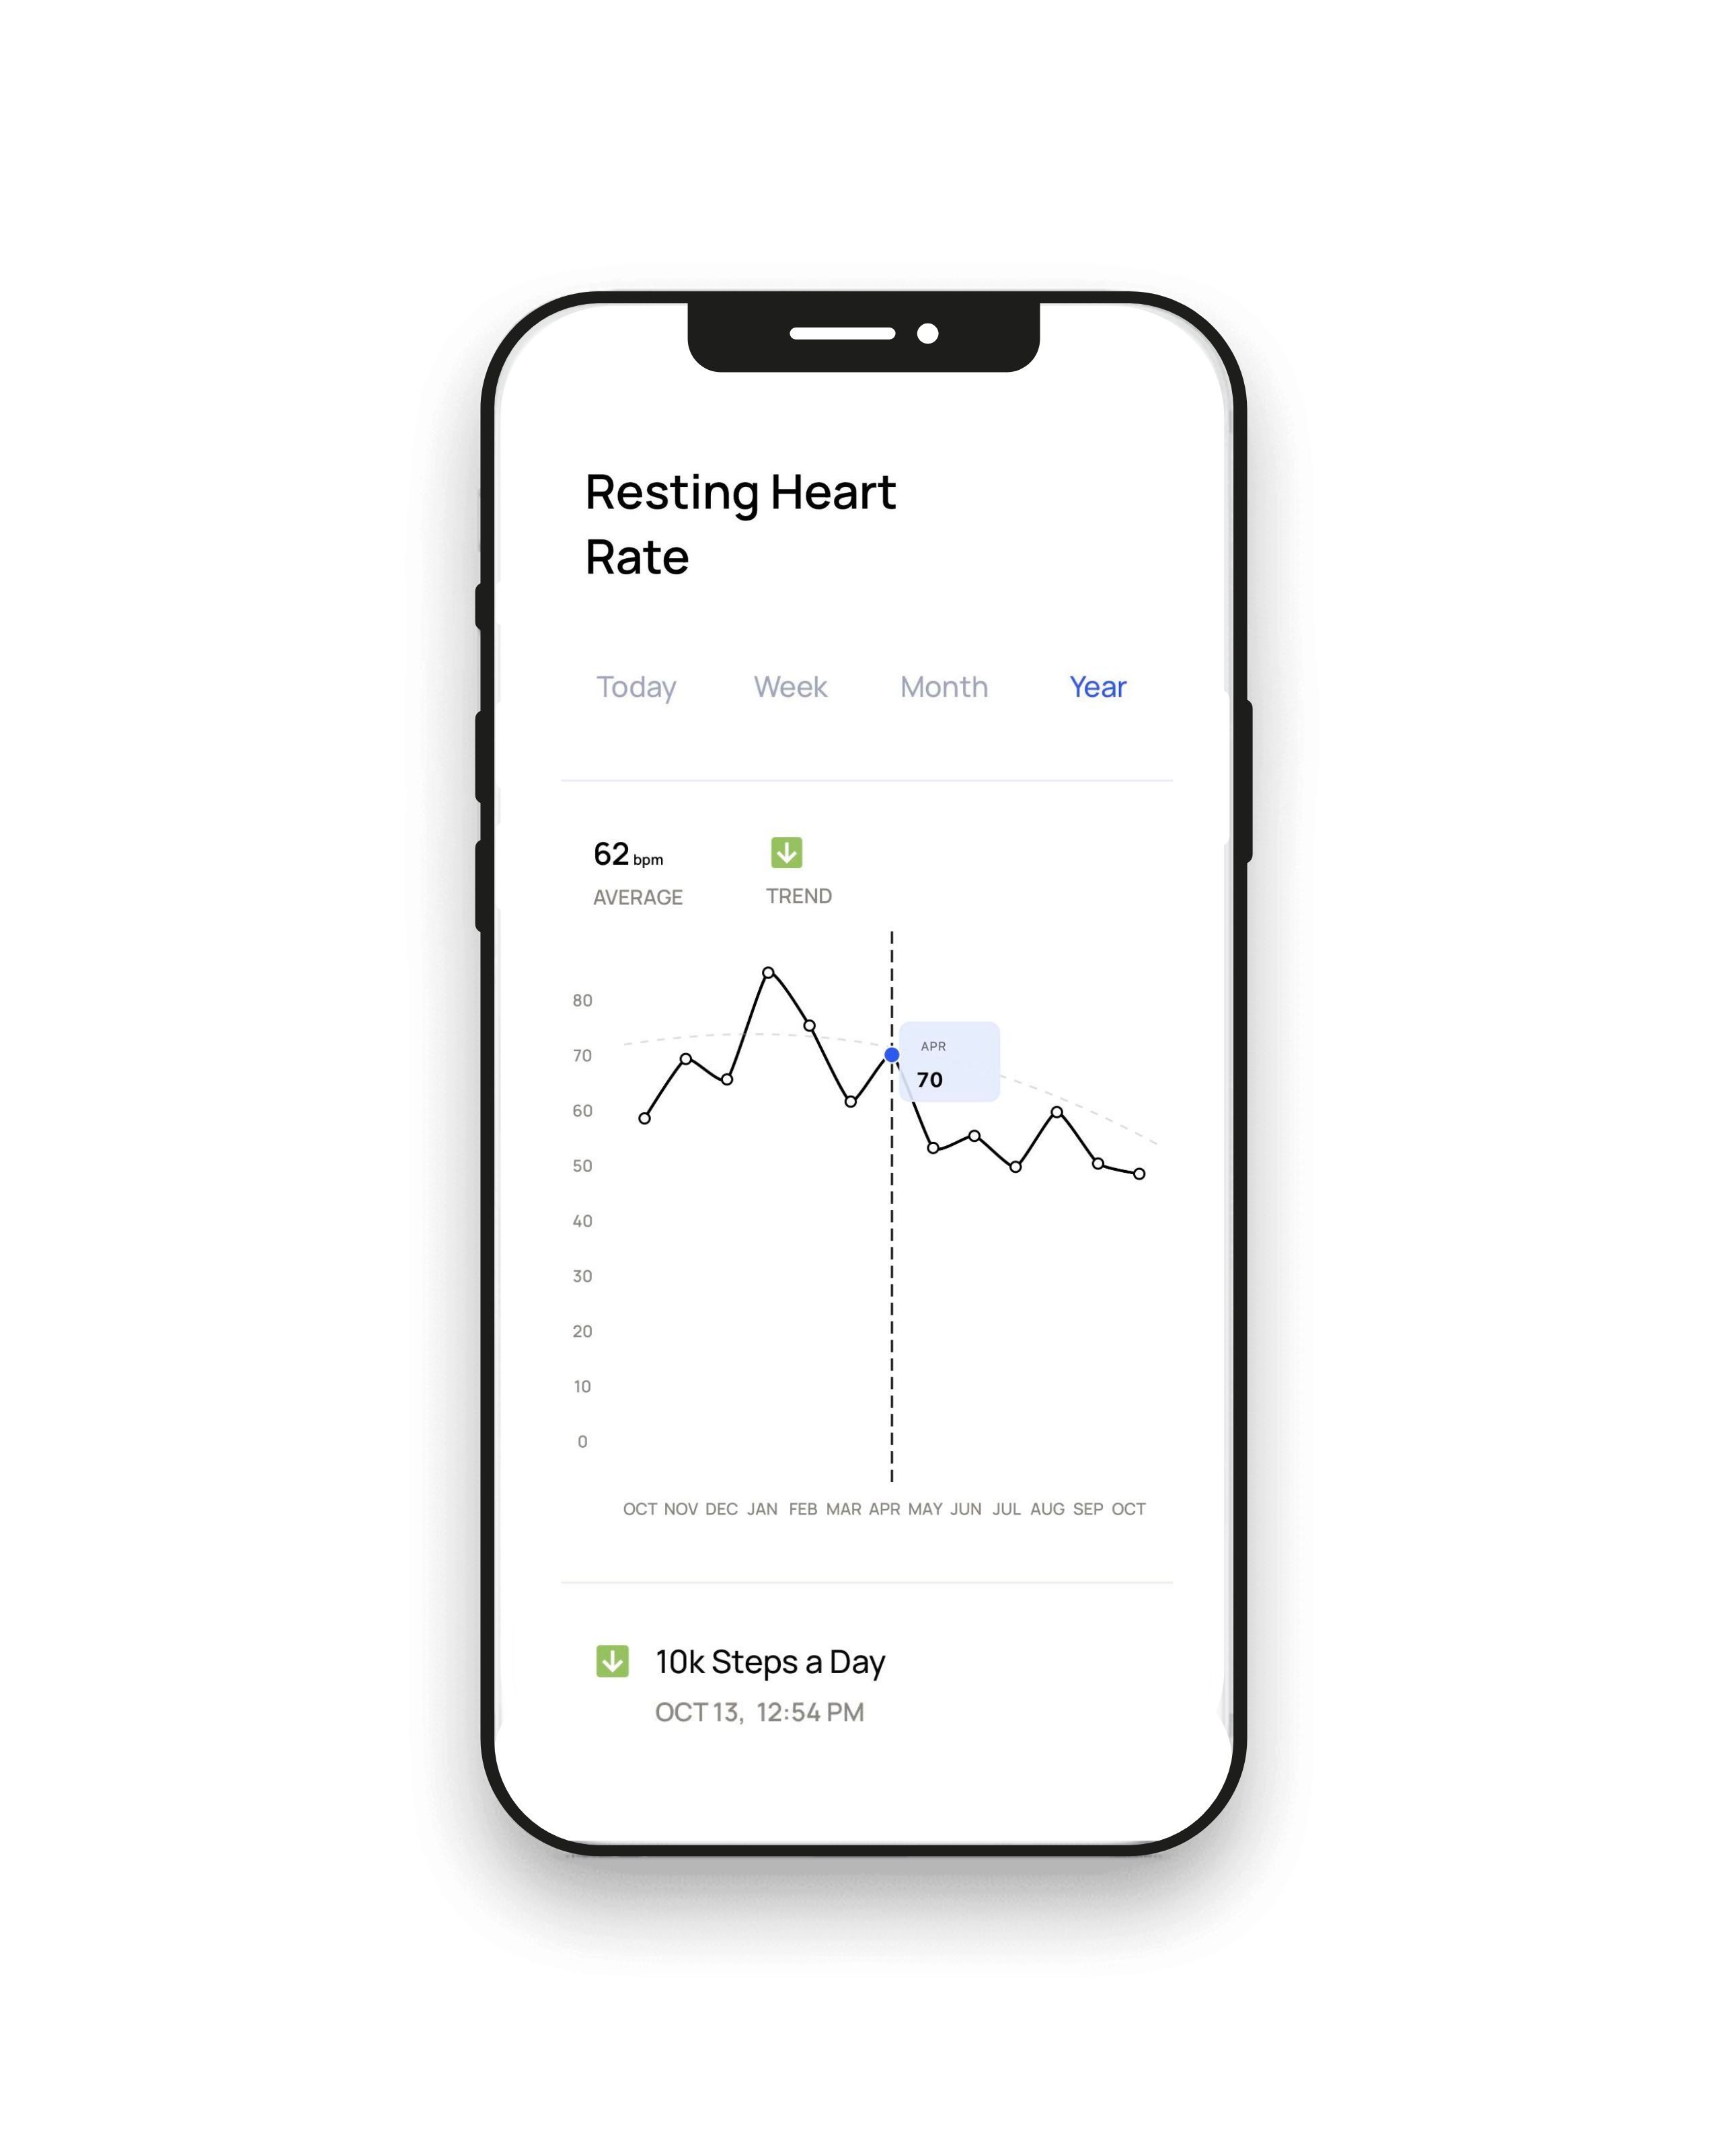 Resting Heart
Rate
Today Week Month Year
62 bpm
AVERAGE TREND
80
APR
70
70
60
50
40
30
20
10
0
OCT NOV DEC JAN FEB MAR APR MAY JUN JUL AUG SEP OCT
10k Steps a Day
OCT 13, 12:54 PM